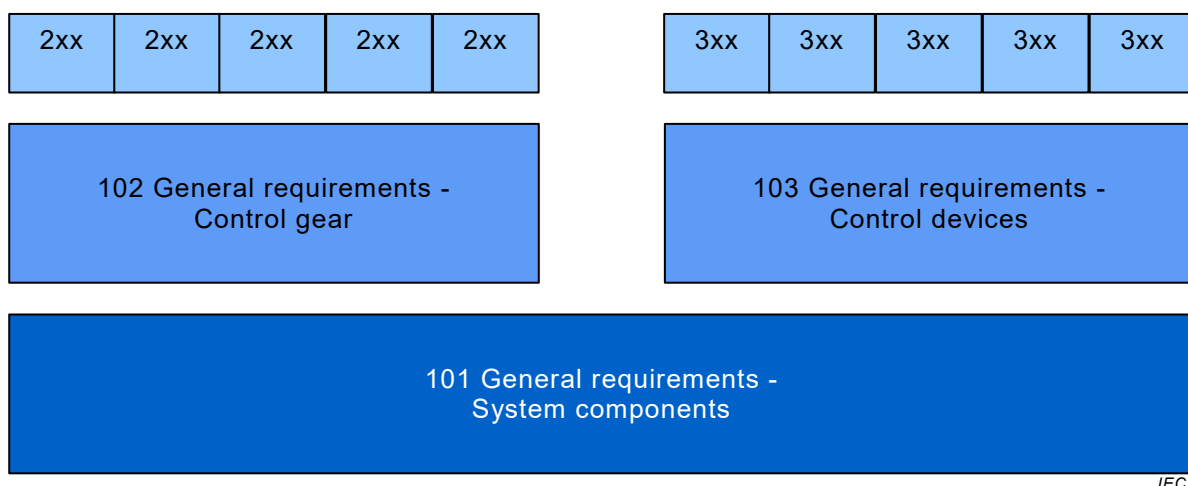 2xx 2xx 2xx 2xx 2xx 3xx 3xx 3xx 3xx 3xx
102 General requirements -
Control gear
103 General requirements -
Control devices
101 General requirements -
System components
IEC